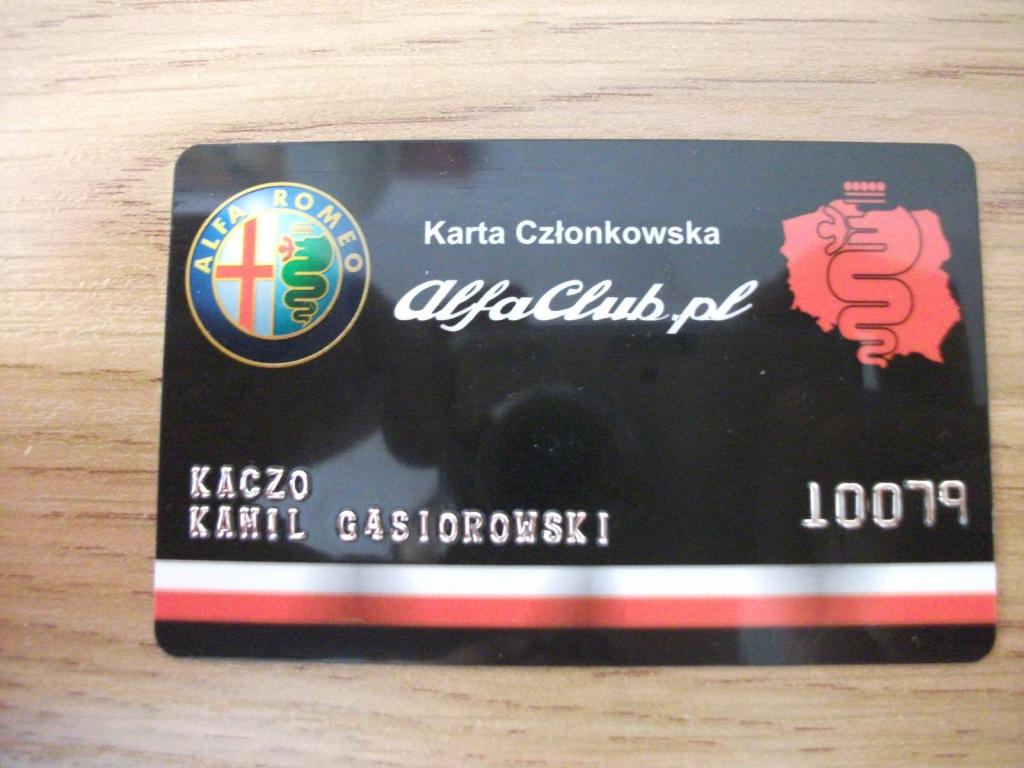 ALFA ROMEO
Karta Członkowska
AlfaClub.pl
KACZO
KAMIL GĄSIOROWSKI
10079